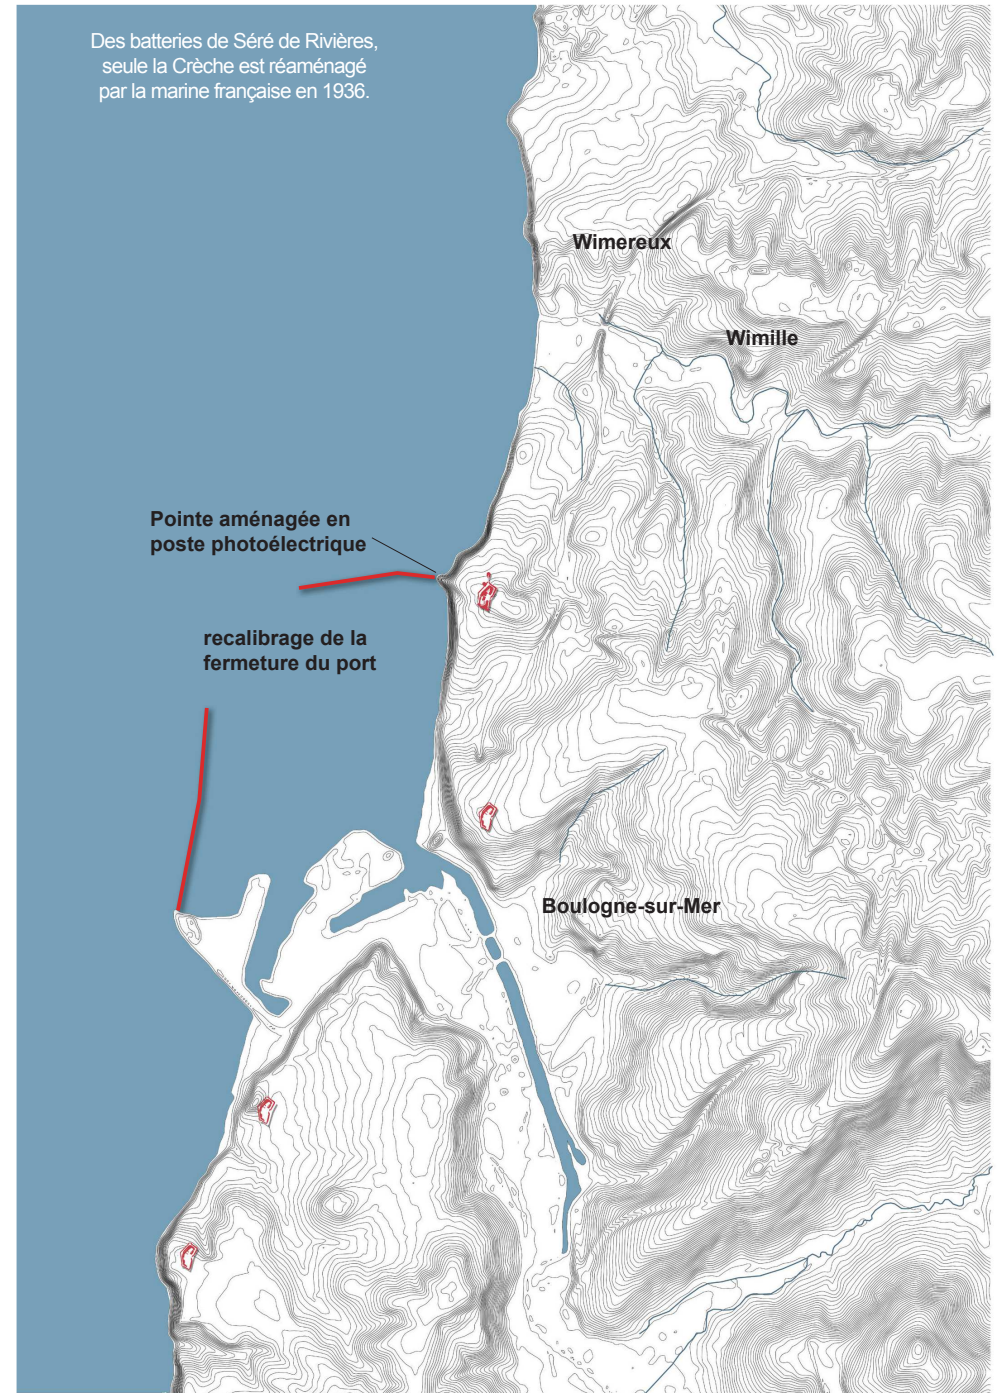 Des batteries de Séré de Rivières,
seule la Crèche est réaménagé
par la marine française en 1936.
Wimereux
Wimille
Pointe aménagée en
poste photoélectrique
recalibrage de la
fermeture du port
Boulogne-sur-Mer